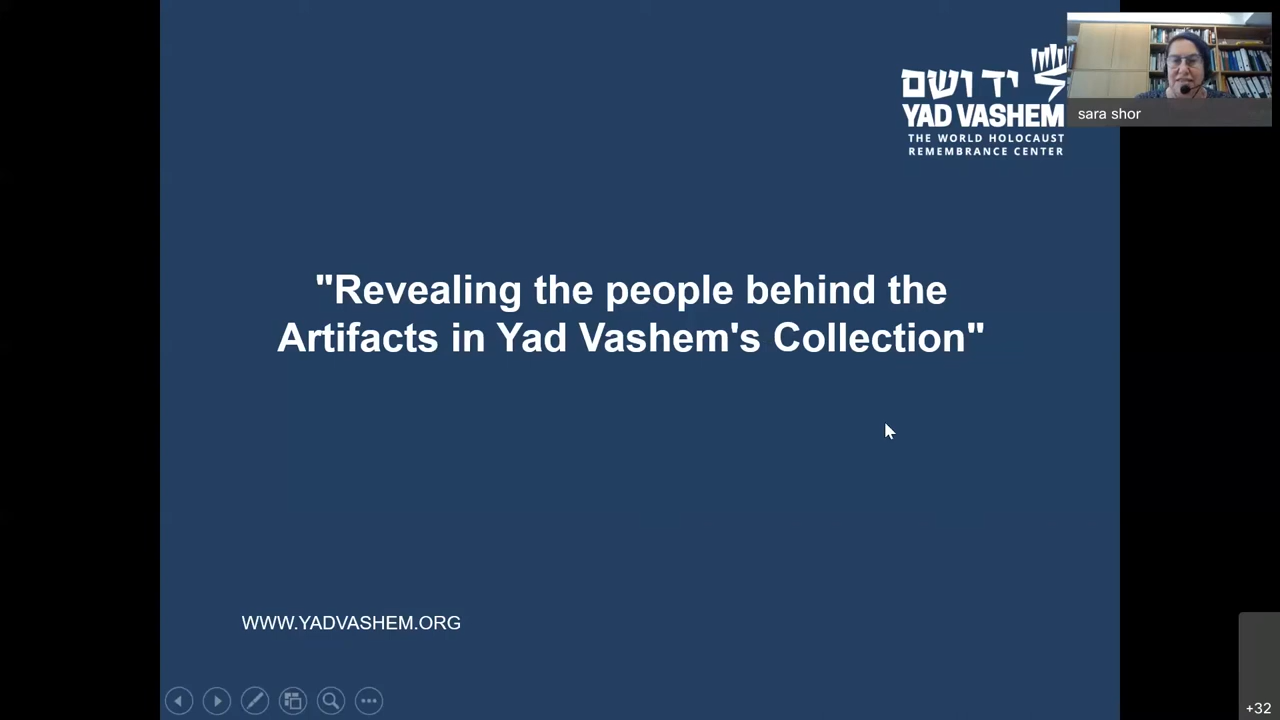 יד ושם
YAD VASHEM
THE WORLD HOLOCAUST
REMEMBRANCE CENTER
sara shor
"Revealing the people behind the
Artifacts in Yad Vashem's Collection"
WWW.YADVASHEM.ORG
+32